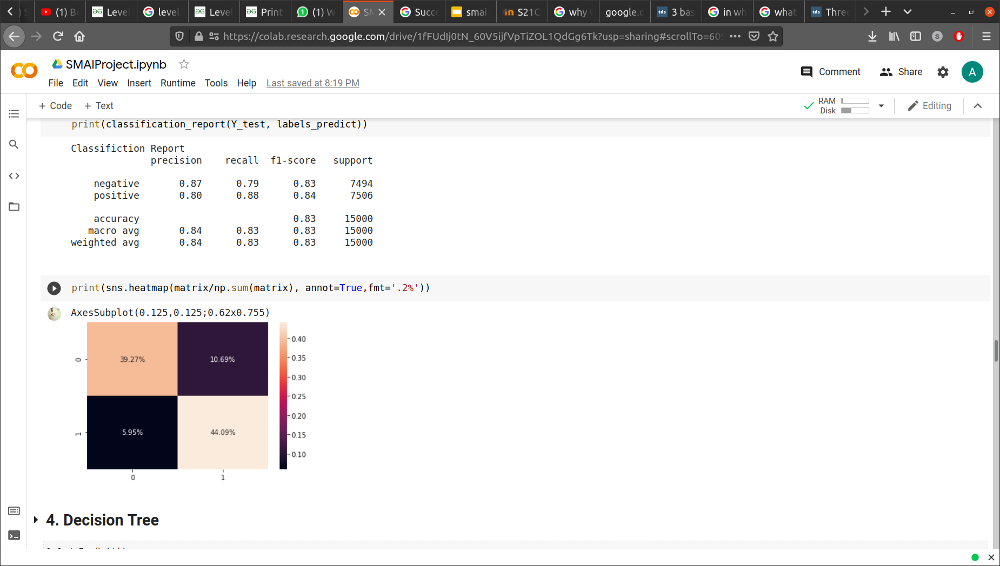 (1) B
Level
level
Level
Print
(1) W
SM
Succe
smai
S21C
why
google.c
3 bas
in wh
what
Three
https://colab.research.google.com/drive/1fFUdIj0tN_60V5ijfVpTiZOL1QdGg6Tk?usp=sharing#scrollTo=60S
SMAIProject.ipynb
Comment Share A
File Edit View Insert Runtime Tools Help Last saved at 8:19 PM
+ Code + Text
RAM
Disk
Editing
print(classification_report(Y_test, labels_predict))
Classifiction Report
precision recall f1-score support
negative 0.87 0.79 0.83 7494
positive 0.80 0.88 0.84 7506
accuracy 0.83 15000
macro avg 0.84 0.83 0.83 15000
weighted avg 0.84 0.83 0.83 15000
print(sns.heatmap(matrix/np.sum(matrix), annot=True,fmt='.2%'))
AxesSubplot(0.125,0.125;0.62x0.755)
0 39.27% 10.69%
1 5.95% 44.09%
0 1
0.40
0.35
0.30
0.25
0.20
0.15
0.10
4. Decision Tree